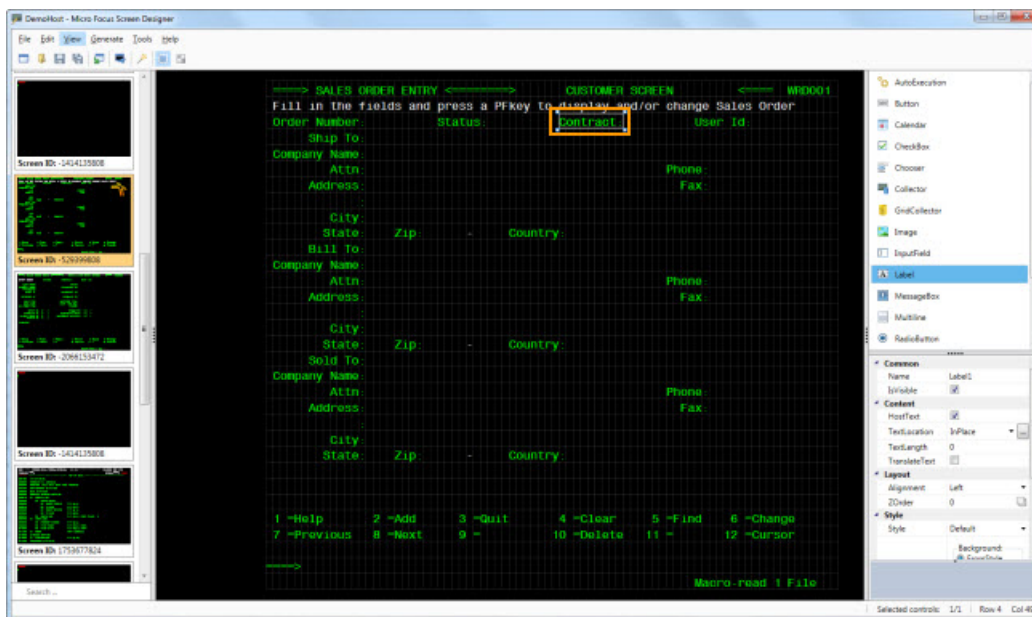 DemoHost - Micro Focus Screen Designer
File Edit View Generate Tools Help
Screen ID: -1414135808
Screen ID: -529399808
Screen ID: -2066153472
Screen ID: -1414135808
Screen ID: 1753677824
Search ...
====> SALES ORDER ENTRY <========> CUSTOMER SCREEN <==== WRD001
Fill in the fields and press a PFkey to display and/or change Sales Order
Order Number: Status: Contract: User Id:
Ship To:
Company Name:
Attn: Phone:
Address: Fax:
:
City:
State: Zip: - Country:
Bill To:
Company Name:
Attn: Phone:
Address: Fax:
:
City:
State: Zip: - Country:
Sold To:
Company Name:
Attn: Phone:
Address: Fax:
:
City:
State: Zip: - Country:
1 =Help 2 =Add 3 =Quit 4 =Clear 5 =Find 6 =Change
7 =Previous 8 =Next 9 = 10 =Delete 11 = 12 =Cursor
====>
Macro-read 1 File
AutoExecution
Button
Calendar
CheckBox
Chooser
Collector
GridCollector
Image
InputField
Label
MessageBox
Multiline
RadioButton
Common
Name Label1
IsVisible
Content
HostText
TextLocation InPlace
TextLength 0
TranslateText
Layout
Alignment Left
ZOrder 0
Style
Style Default
Background:
Selected controls: 1/1 Row 4 Col 49